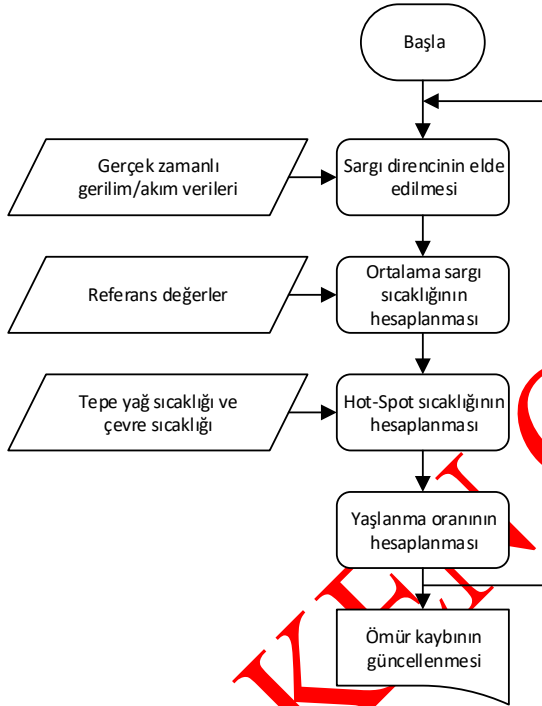 Başla
Gerçek zamanlı
gerilim/akım verileri
Sargı direncinin elde
edilmesi
Referans değerler
Ortalama sargı
sıcaklığının
hesaplanması
Tepe yağ sıcaklığı ve
çevre sıcaklığı
Hot-Spot sıcaklığının
hesaplanması
Yaşlanma oranının
hesaplanması
Ömür kaybının
güncellenmesi